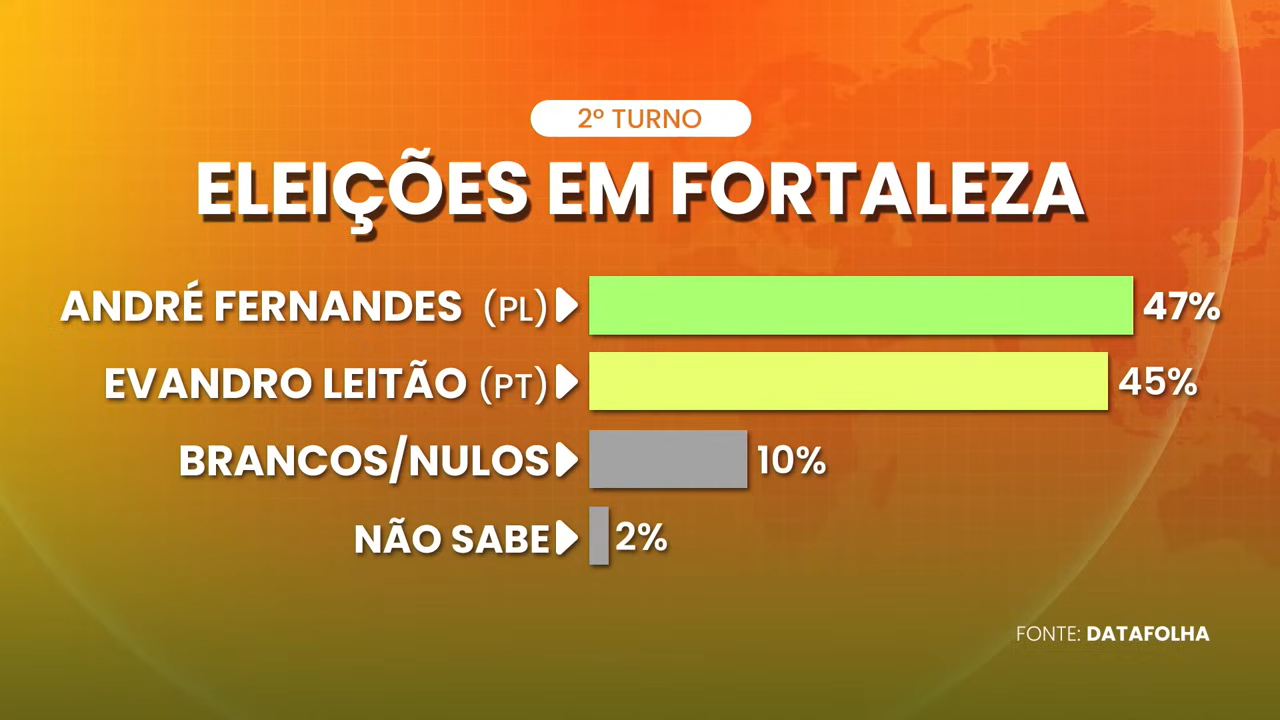 2º TURNO
ELEIÇÕES EM FORTALEZA
ANDRÉ FERNANDES (PL) 47%
EVANDRO LEITÃO (PT) 45%
BRANCOS/NULOS 10%
NÃO SABE 2%
FONTE: DATAFOLHA